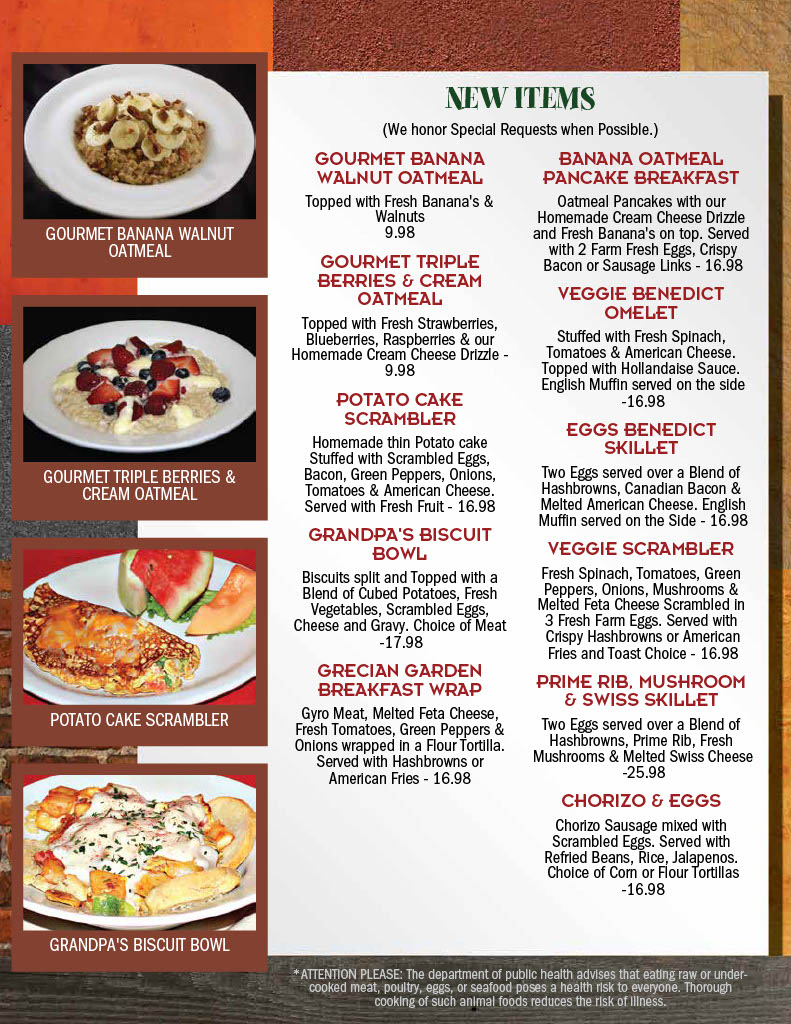 GOURMET BANANA WALNUT
OATMEAL
GOURMET TRIPLE BERRIES &
CREAM OATMEAL
POTATO CAKE SCRAMBLER
GRANDPA'S BISCUIT BOWL
NEW ITEMS
(We honor Special Requests when Possible.)
GOURMET BANANA
WALNUT OATMEAL
Topped with Fresh Banana's &
Walnuts
9.98
GOURMET TRIPLE
BERRIES & CREAM
OATMEAL
Topped with Fresh Strawberries,
Blueberries, Raspberries & our
Homemade Cream Cheese Drizzle -
9.98
POTATO CAKE
SCRAMBLER
Homemade thin Potato cake
Stuffed with Scrambled Eggs,
Bacon, Green Peppers, Onions,
Tomatoes & American Cheese.
Served with Fresh Fruit - 16.98
GRANDPA'S BISCUIT
BOWL
Biscuits split and Topped with a
Blend of Cubed Potatoes, Fresh
Vegetables, Scrambled Eggs,
Cheese and Gravy. Choice of Meat
-17.98
GRECIAN GARDEN
BREAKFAST WRAP
Gyro Meat, Melted Feta Cheese,
Fresh Tomatoes, Green Peppers &
Onions wrapped in a Flour Tortilla.
Served with Hashbrowns or
American Fries - 16.98
BANANA OATMEAL
PANCAKE BREAKFAST
Oatmeal Pancakes with our
Homemade Cream Cheese Drizzle
and Fresh Banana's on top. Served
with 2 Farm Fresh Eggs, Crispy
Bacon or Sausage Links - 16.98
VEGGIE BENEDICT
OMELET
Stuffed with Fresh Spinach,
Tomatoes & American Cheese.
Topped with Hollandaise Sauce.
English Muffin served on the side
-16.98
EGGS BENEDICT
SKILLET
Two Eggs served over a Blend of
Hashbrowns, Canadian Bacon &
Melted American Cheese. English
Muffin served on the Side - 16.98
VEGGIE SCRAMBLER
Fresh Spinach, Tomatoes, Green
Peppers, Onions, Mushrooms &
Melted Feta Cheese Scrambled in
3 Fresh Farm Eggs. Served with
Crispy Hashbrowns or American
Fries and Toast Choice - 16.98
PRIME RIB, MUSHROOM
& SWISS SKILLET
Two Eggs served over a Blend of
Hashbrowns, Prime Rib, Fresh
Mushrooms & Melted Swiss Cheese
-25.98
CHORIZO & EGGS
Chorizo Sausage mixed with
Scrambled Eggs. Served with
Refried Beans, Rice, Jalapenos.
Choice of Corn or Flour Tortillas
-16.98
*ATTENTION PLEASE: The department of public health advises that eating raw or under-
cooked meat, poultry, eggs, or seafood poses a health risk to everyone. Thorough
cooking of such animal foods reduces the risk of illness.